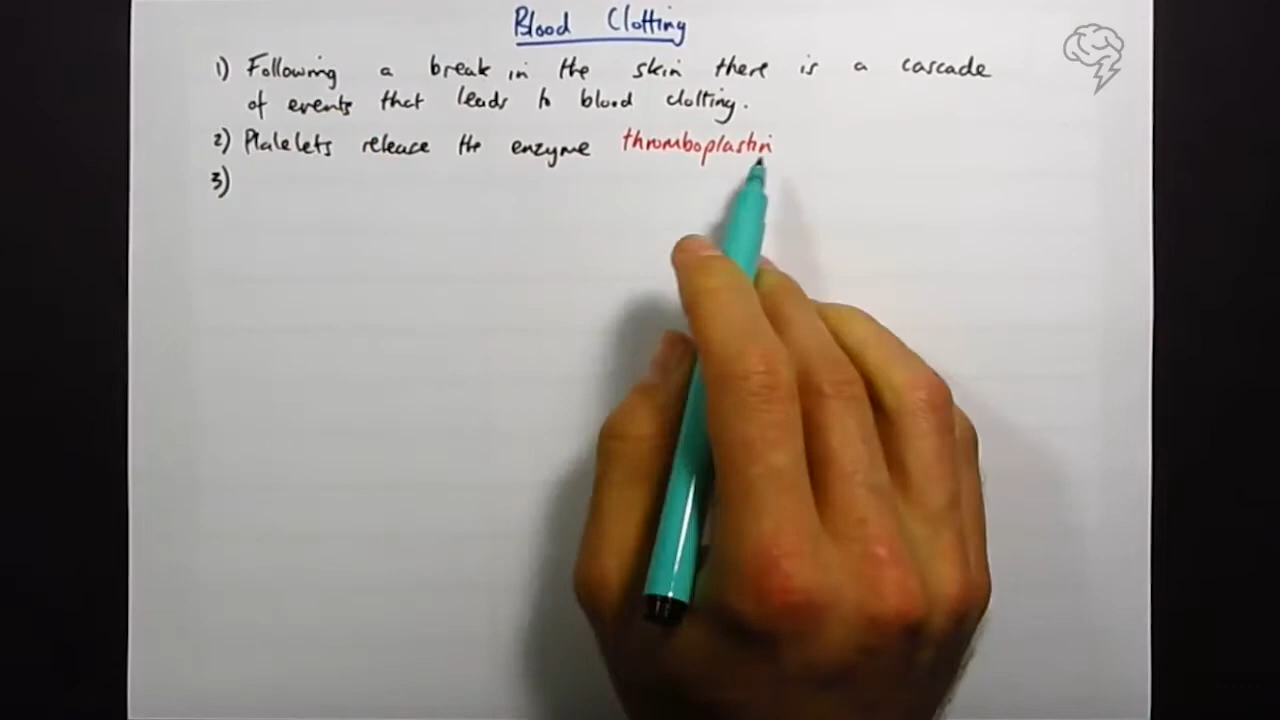 Blood Clotting
1) Following a break in the skin there is a cascade
of events that leads to blood clotting.
2) Platelets release the enzyme thromboplastin
3)